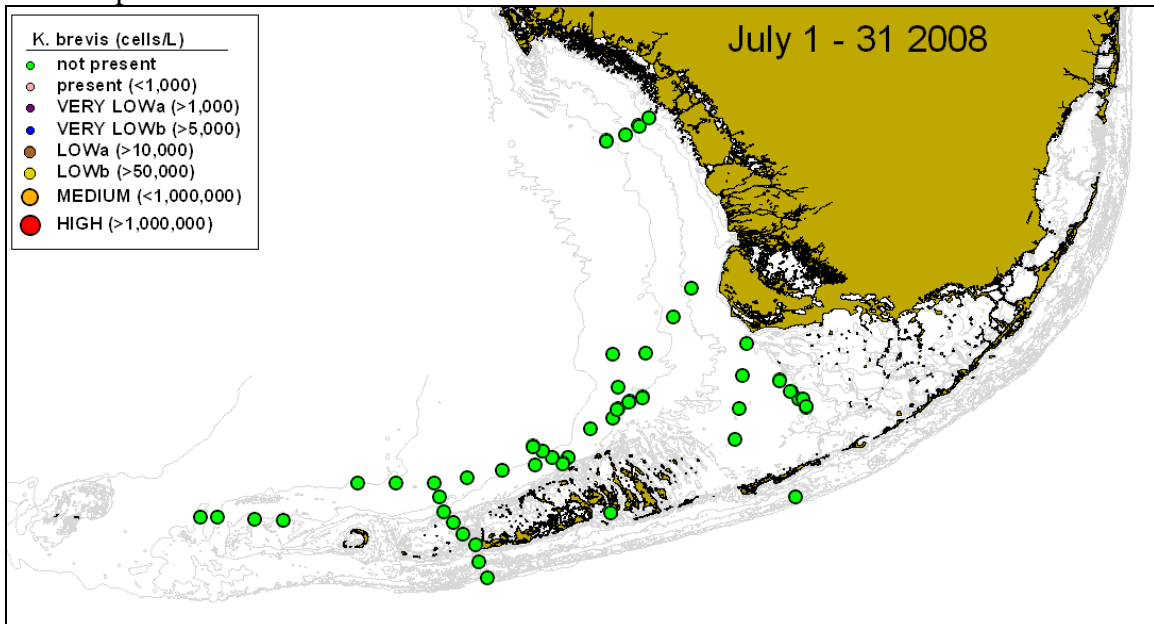 K. brevis (cells/L)
not present
present (<1,000)
VERY LOWa (>1,000)
VERY LOWb (>5,000)
LOWa (>10,000)
LOWb (>50,000)
MEDIUM (<1,000,000)
HIGH (>1,000,000)
July 1 - 31 2008